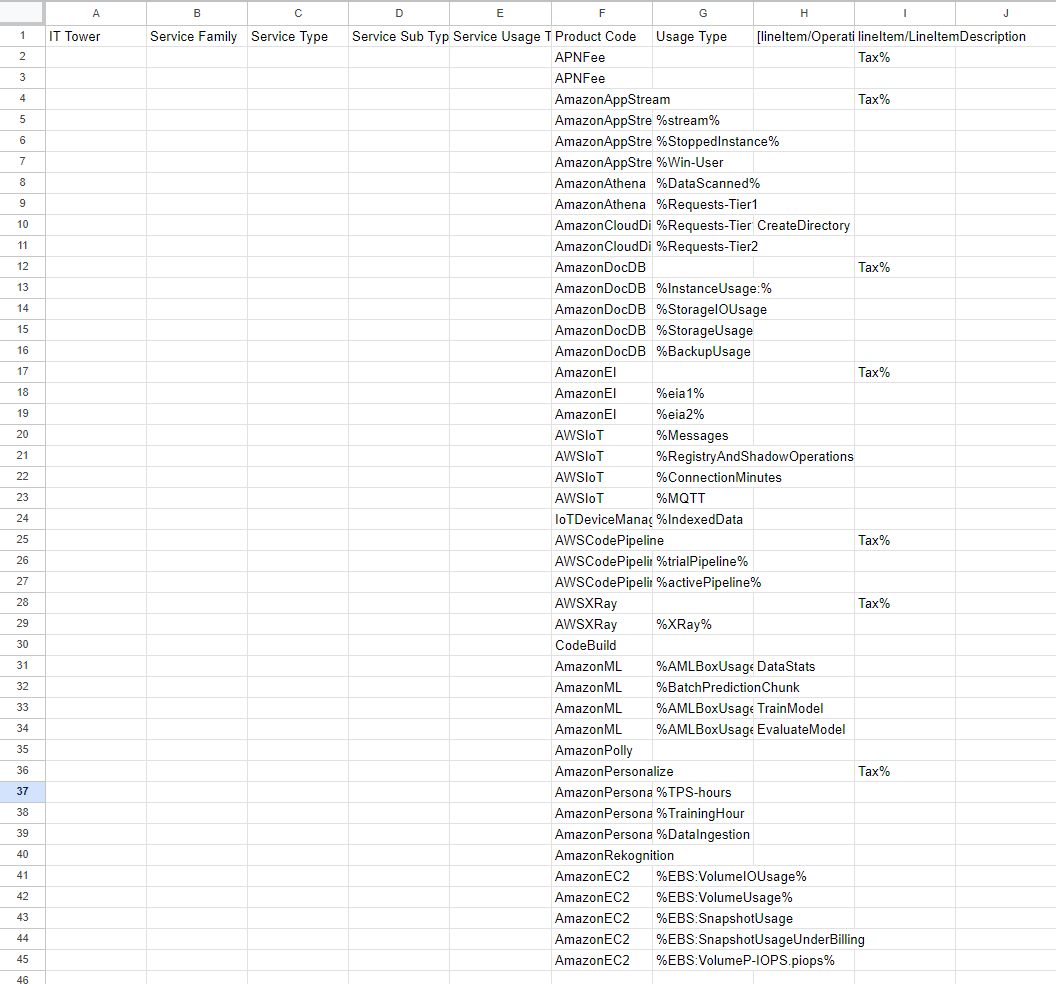 A B C D E F G H I J
1 IT Tower Service Family Service Type Service Sub Typ Service Usage T Product Code Usage Type [lineItem/Operati lineItem/LineItemDescription
2 APNFee Tax%
3 APNFee
4 AmazonAppStream Tax%
5 AmazonAppStre %stream%
6 AmazonAppStre %StoppedInstance%
7 AmazonAppStre %Win-User
8 AmazonAthena %DataScanned%
9 AmazonAthena %Requests-Tier1
10 AmazonCloudDi %Requests-Tier CreateDirectory
11 AmazonCloudDi %Requests-Tier2
12 AmazonDocDB Tax%
13 AmazonDocDB %InstanceUsage:%
14 AmazonDocDB %StorageIOUsage
15 AmazonDocDB %StorageUsage
16 AmazonDocDB %BackupUsage
17 AmazonEI Tax%
18 AmazonEI %eia1%
19 AmazonEI %eia2%
20 AWSIoT %Messages
21 AWSIoT %RegistryAndShadowOperations
22 AWSIoT %ConnectionMinutes
23 AWSIoT %MQTT
24 IoTDeviceManag %IndexedData
25 AWSCodePipeline Tax%
26 AWSCodePipelin %trialPipeline%
27 AWSCodePipelin %activePipeline%
28 AWSXRay Tax%
29 AWSXRay %XRay%
30 CodeBuild
31 AmazonML %AMLBoxUsage DataStats
32 AmazonML %BatchPredictionChunk
33 AmazonML %AMLBoxUsage TrainModel
34 AmazonML %AMLBoxUsage EvaluateModel
35 AmazonPolly
36 AmazonPersonalize Tax%
37 AmazonPersona %TPS-hours
38 AmazonPersona %TrainingHour
39 AmazonPersona %DataIngestion
40 AmazonRekognition
41 AmazonEC2 %EBS:VolumeIOUsage%
42 AmazonEC2 %EBS:VolumeUsage%
43 AmazonEC2 %EBS:SnapshotUsage
44 AmazonEC2 %EBS:SnapshotUsageUnderBilling
45 AmazonEC2 %EBS:VolumeP-IOPS.piops%
46